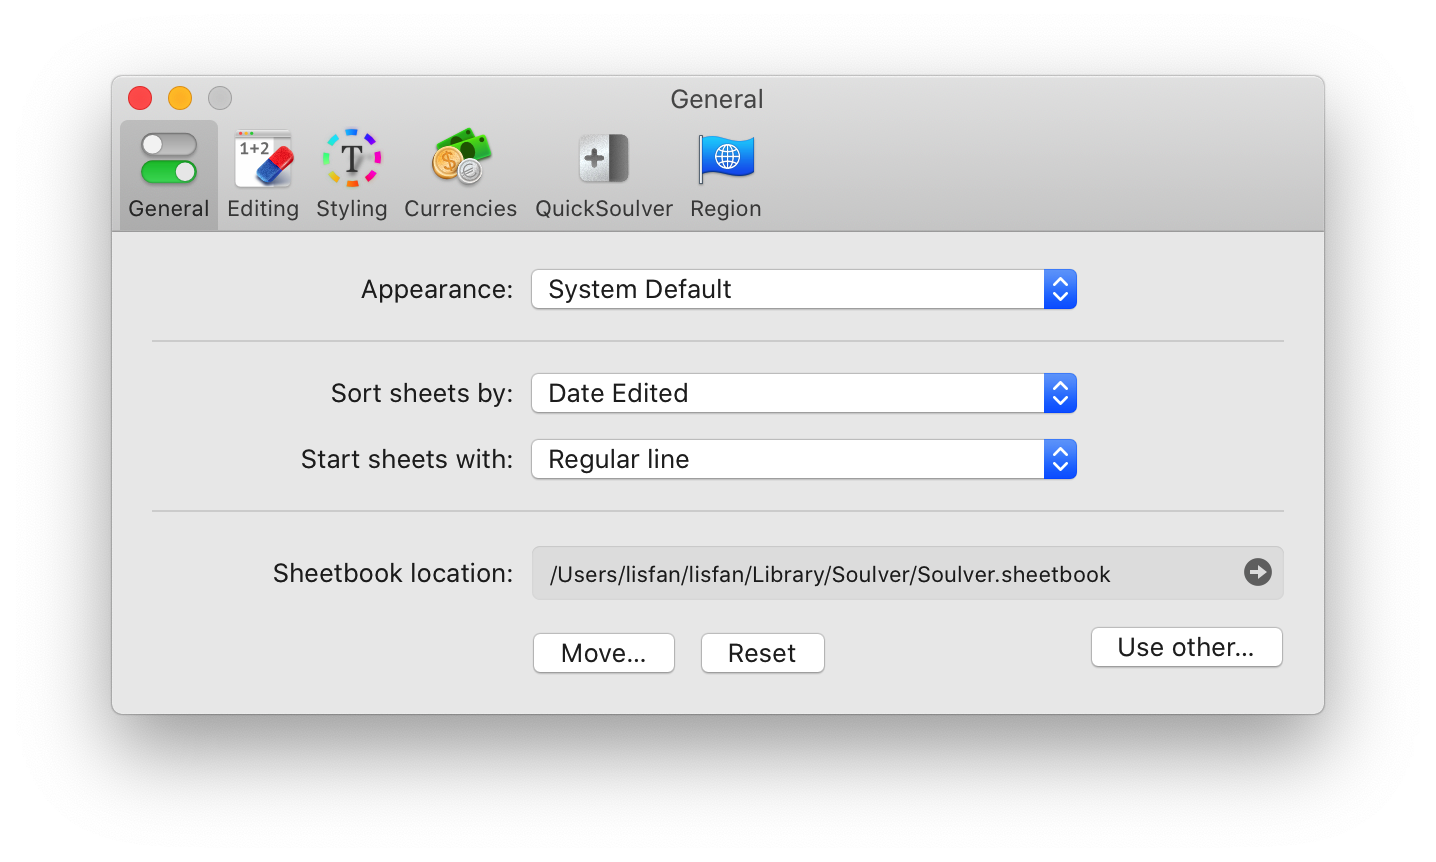 General
1+2
T
General Editing Styling Currencies QuickSoulver Region
Appearance: System Default
Sort sheets by: Date Edited
Start sheets with: Regular line
Sheetbook location: /Users/lisfan/lisfan/Library/Soulver/Soulver.sheetbook
Move... Reset Use other...